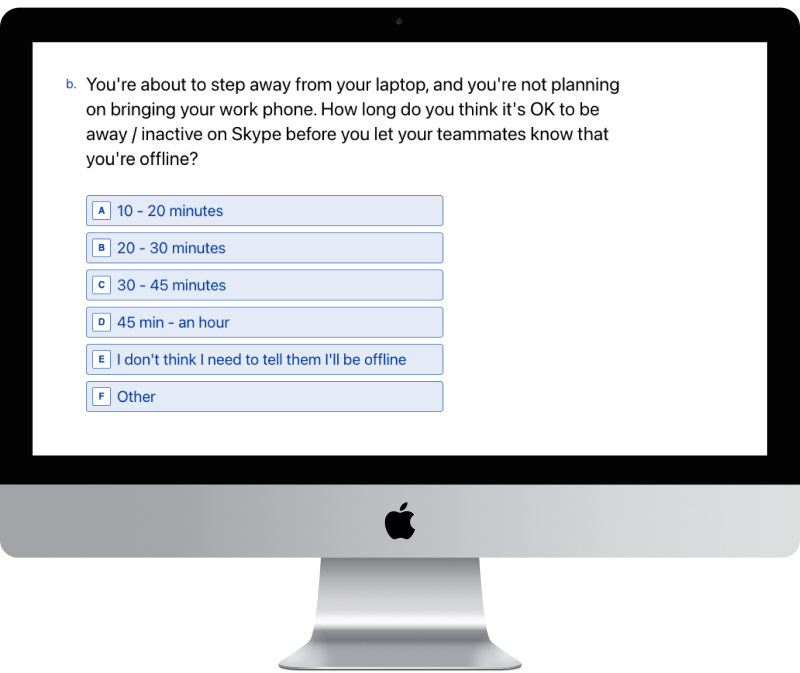 b. You're about to step away from your laptop, and you're not planning
on bringing your work phone. How long do you think it's OK to be
away / inactive on Skype before you let your teammates know that
you're offline?
A 10 - 20 minutes
B 20 - 30 minutes
C 30 - 45 minutes
D 45 min - an hour
E I don't think I need to tell them I'll be offline
F Other